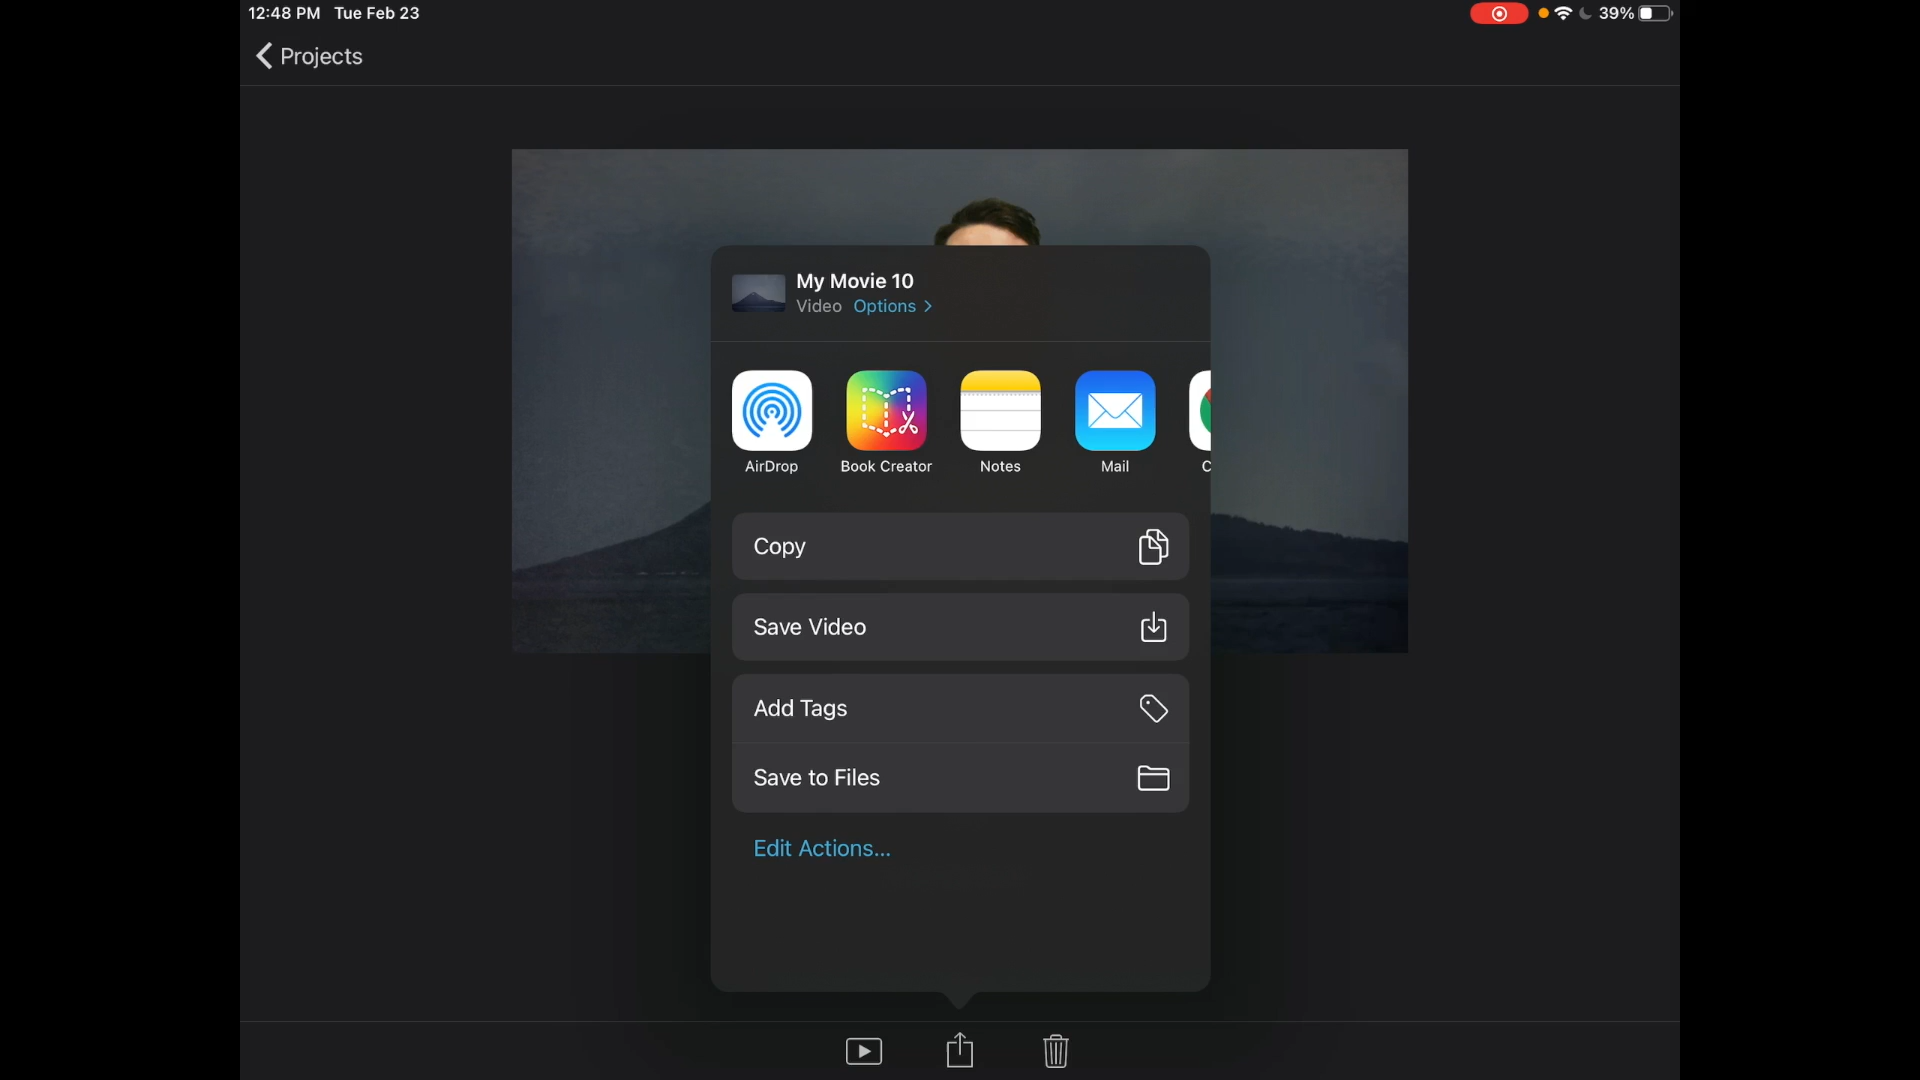 12:48 PM Tue Feb 23
39%
Projects
My Movie 10
Video Options
AirDrop
Book Creator
Notes
Mail
C
Copy
Save Video
Add Tags
Save to Files
Edit Actions...